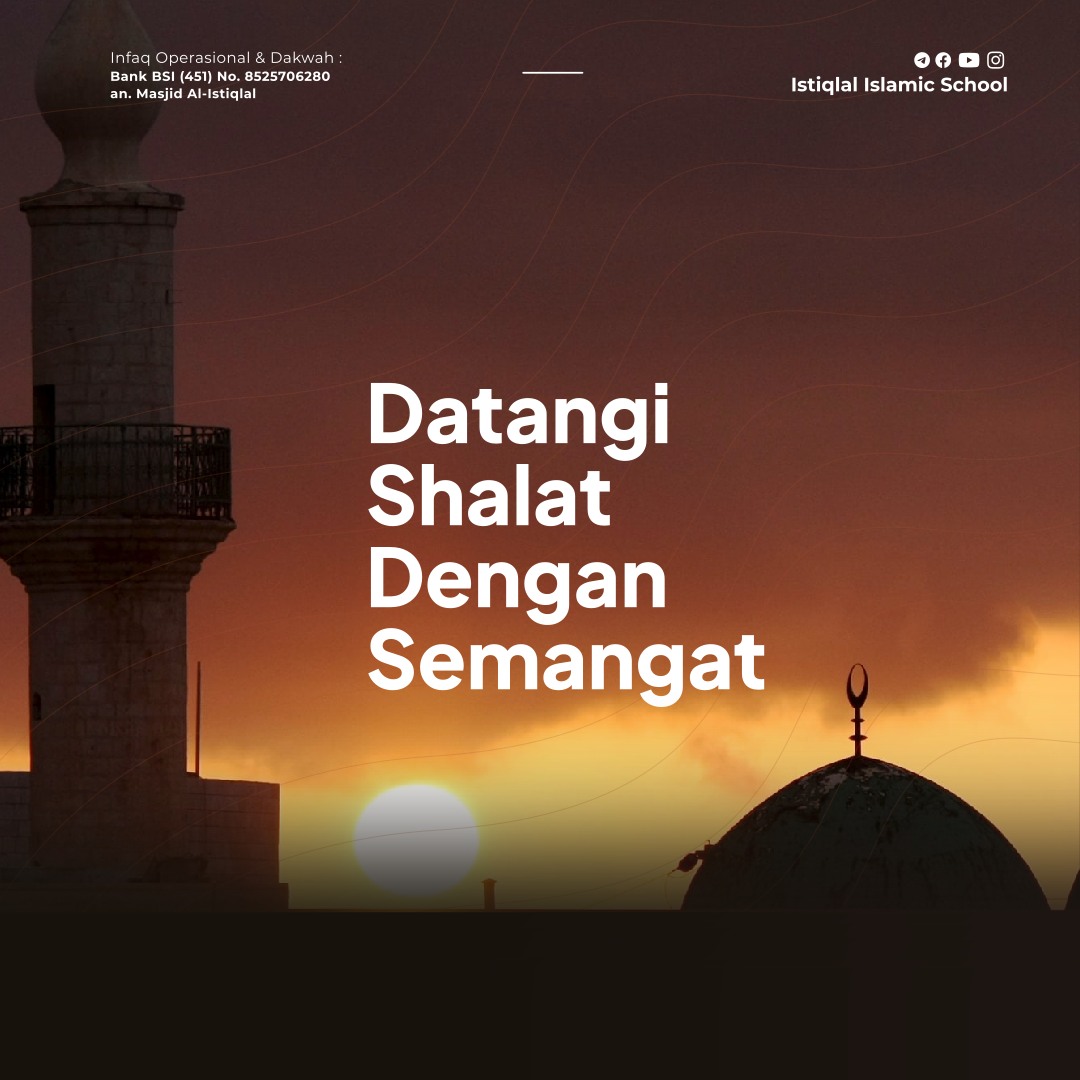 Infaq Operasional & Dakwah :
Bank BSI (451) No. 8525706280
an. Masjid Al-Istiqlal
Istiqlal Islamic School
Datangi
Shalat
Dengan
Semangat